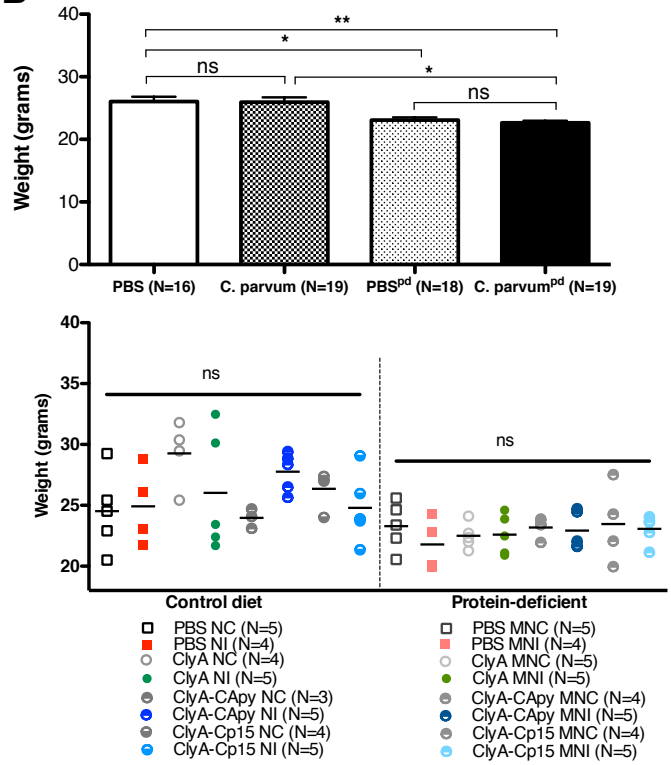 B
Weight (grams)
40
30
20
10
0
**
*
ns
*
ns
PBS (N=16)
C. parvum (N=19)
PBSpd (N=18)
C. parvumpd (N=19)
Weight (grams)
40
35
30
25
20
ns
ns
Control diet
Protein-deficient
PBS NC (N=5)
PBS NI (N=4)
ClyA NC (N=4)
ClyA NI (N=5)
ClyA-CApy NC (N=3)
ClyA-CApy NI (N=5)
ClyA-Cp15 NC (N=4)
ClyA-Cp15 NI (N=5)
PBS MNC (N=5)
PBS MNI (N=4)
ClyA MNC (N=5)
ClyA MNI (N=5)
ClyA-CApy MNC (N=4)
ClyA-CApy MNI (N=5)
ClyA-Cp15 MNC (N=4)
ClyA-Cp15 MNI (N=5)